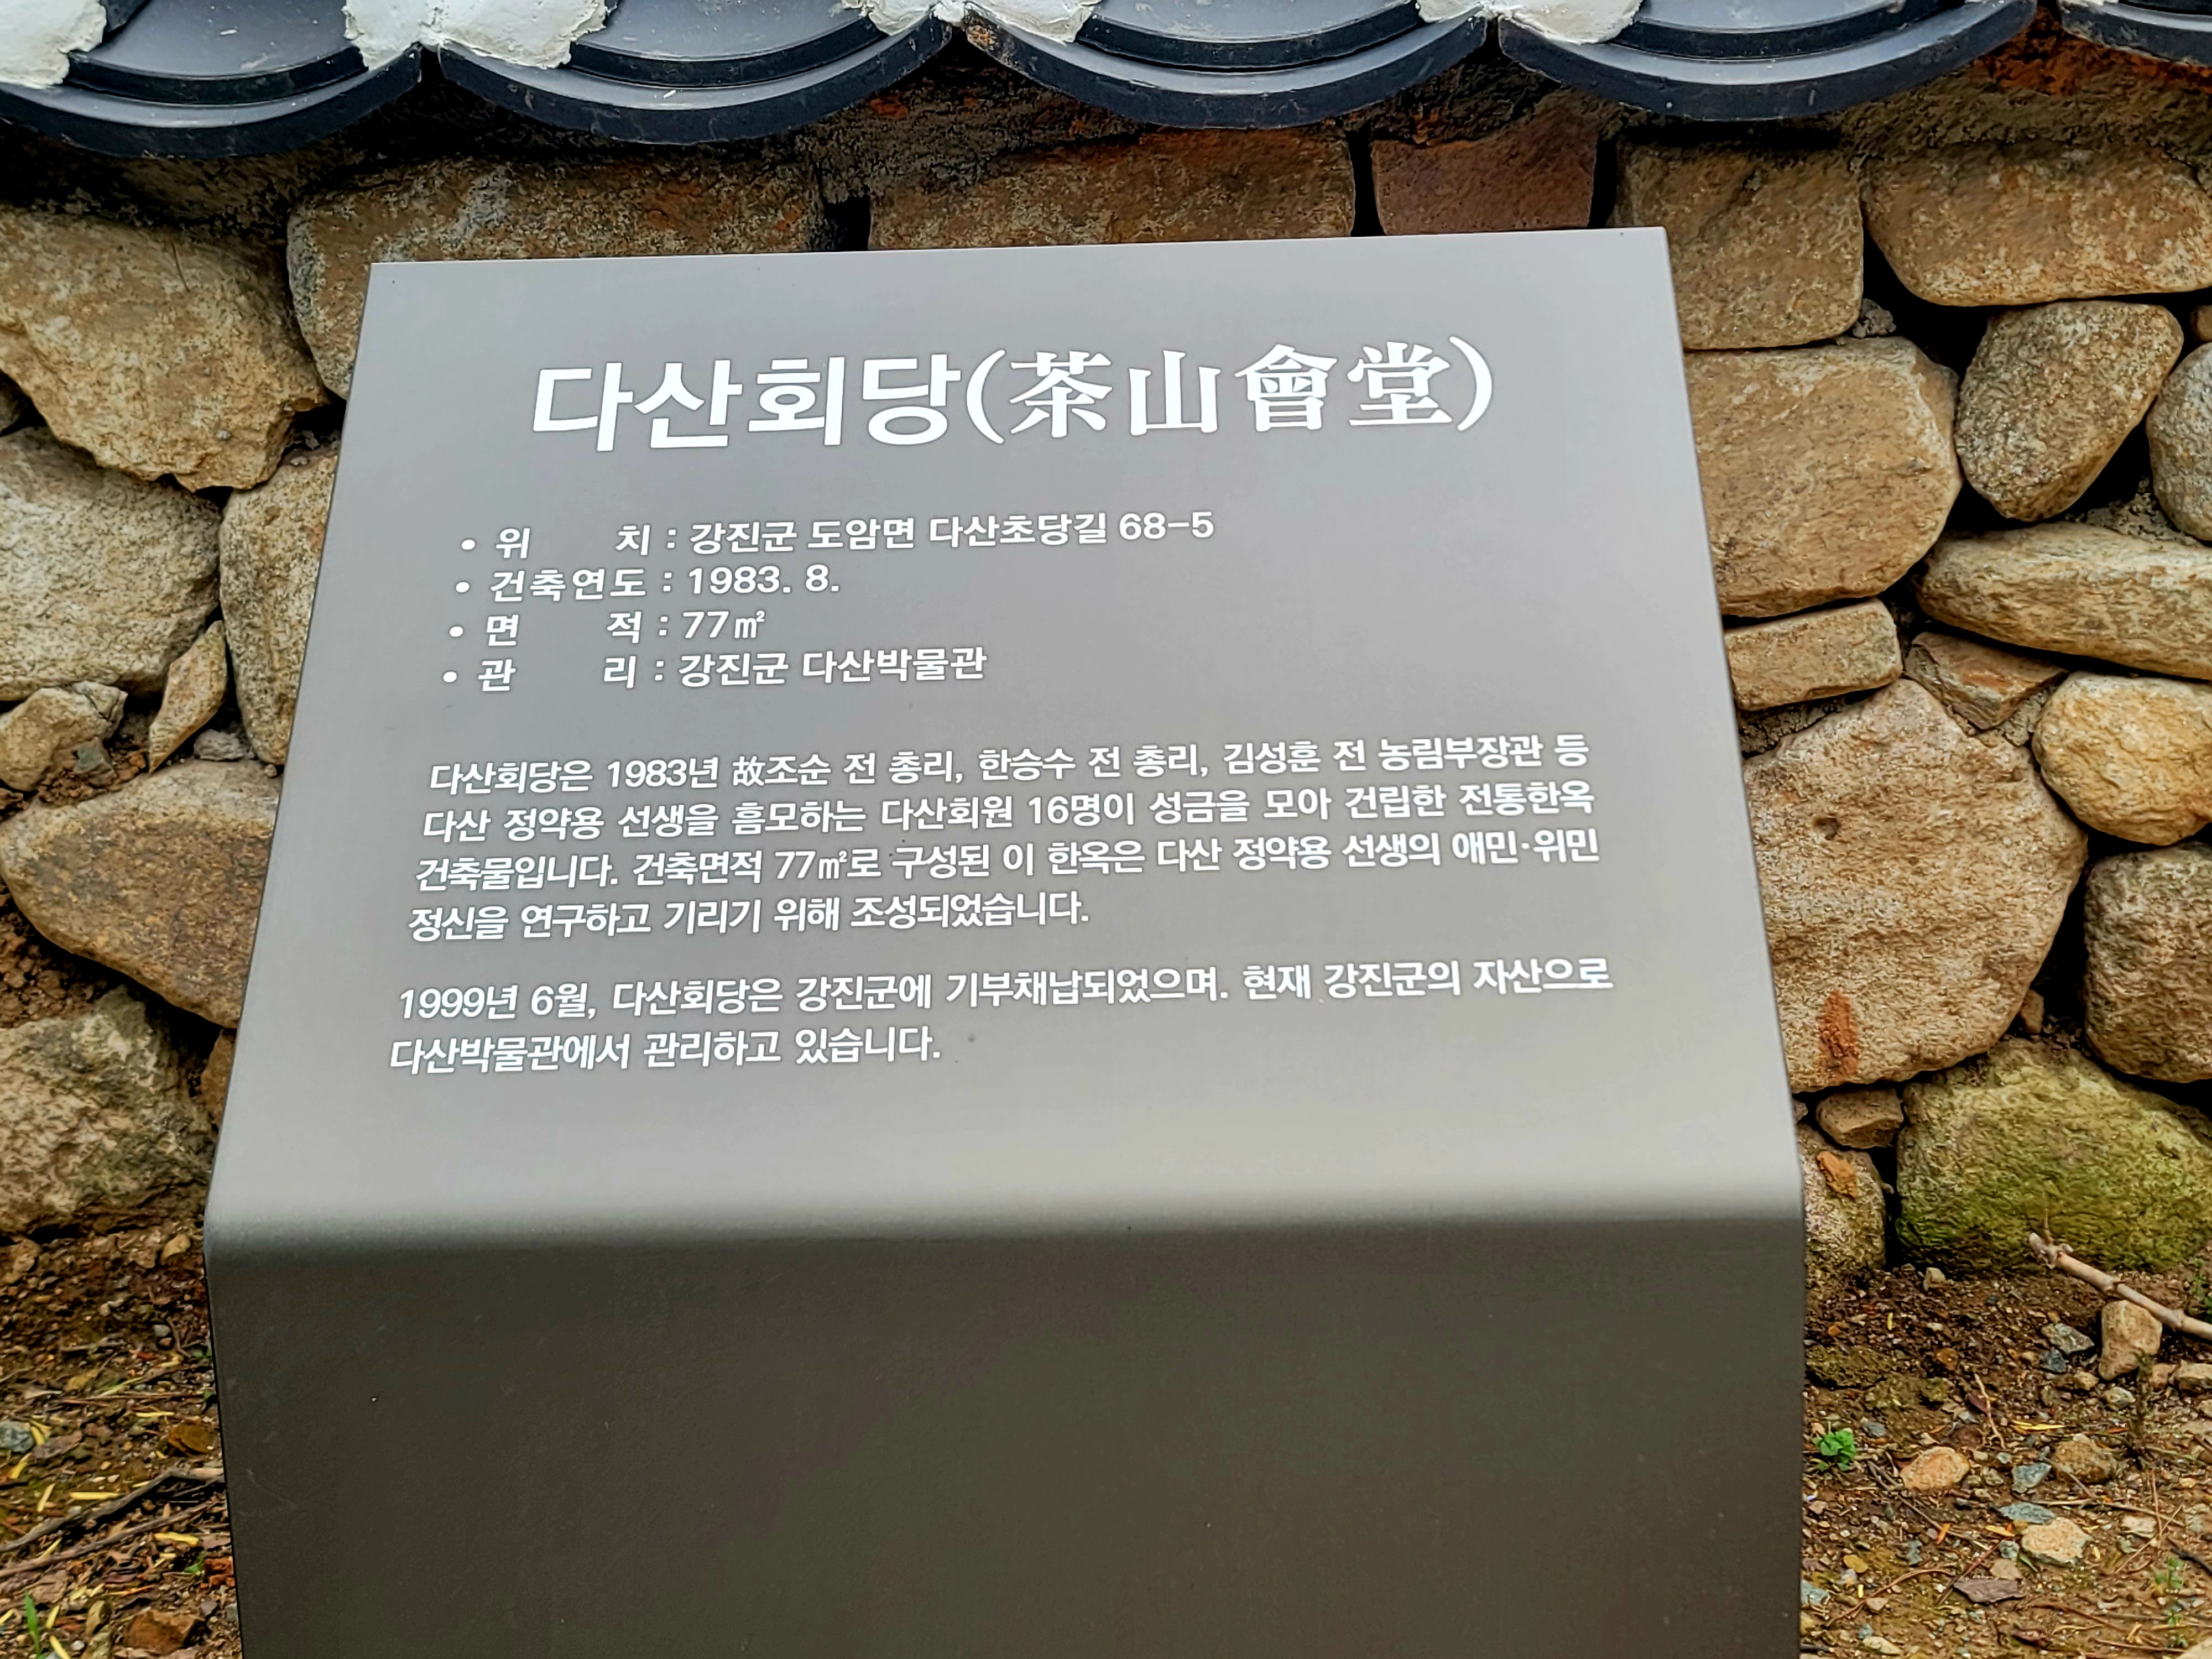 다산회당(茶山會堂)
• 위 치 : 강진군 도암면 다산초당길 68-5
• 건축연도 : 1983. 8.
• 면 적 : 77㎡
• 관 리 : 강진군 다산박물관
다산회당은 1983년 故조순 전 총리, 한승수 전 총리, 김성훈 전 농림부장관 등
다산 정약용 선생을 흠모하는 다산회원 16명이 성금을 모아 건립한 전통한옥
건축물입니다. 건축면적 77㎡로 구성된 이 한옥은 다산 정약용 선생의 애민·위민
정신을 연구하고 기리기 위해 조성되었습니다.
1999년 6월, 다산회당은 강진군에 기부채납되었으며. 현재 강진군의 자산으로
다산박물관에서 관리하고 있습니다.